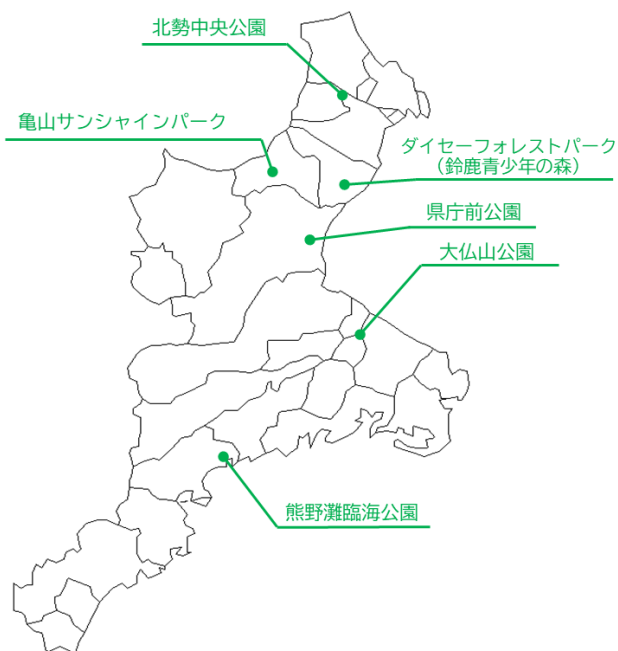 北勢中央公園
亀山サンシャインパーク
ダイセーフォレストパーク
（鈴鹿青少年の森）
県庁前公園
大仏山公園
熊野灘臨海公園